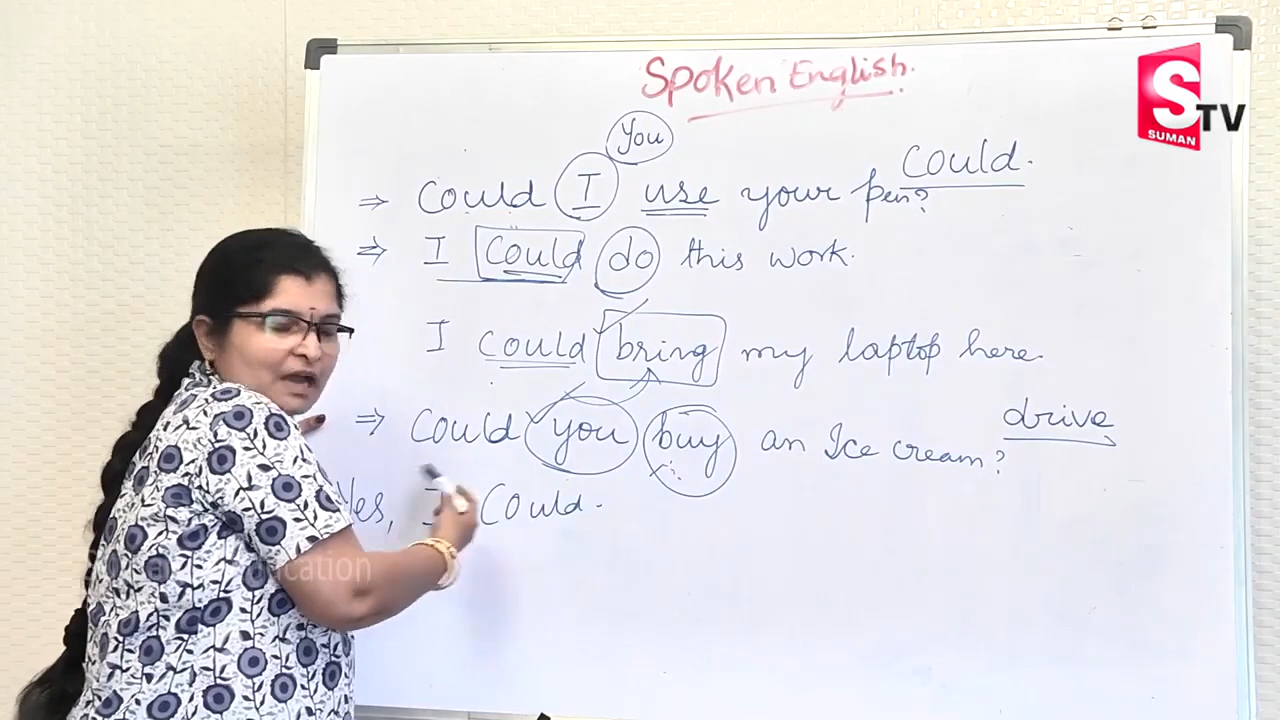 Spoken English.
STV
SUMAN
You
Could.
⇒ Could I use your pen?
⇒ I could do this work.
I could bring my laptop here.
drive
⇒ Could you buy an Ice cream?
Yes, I Could.